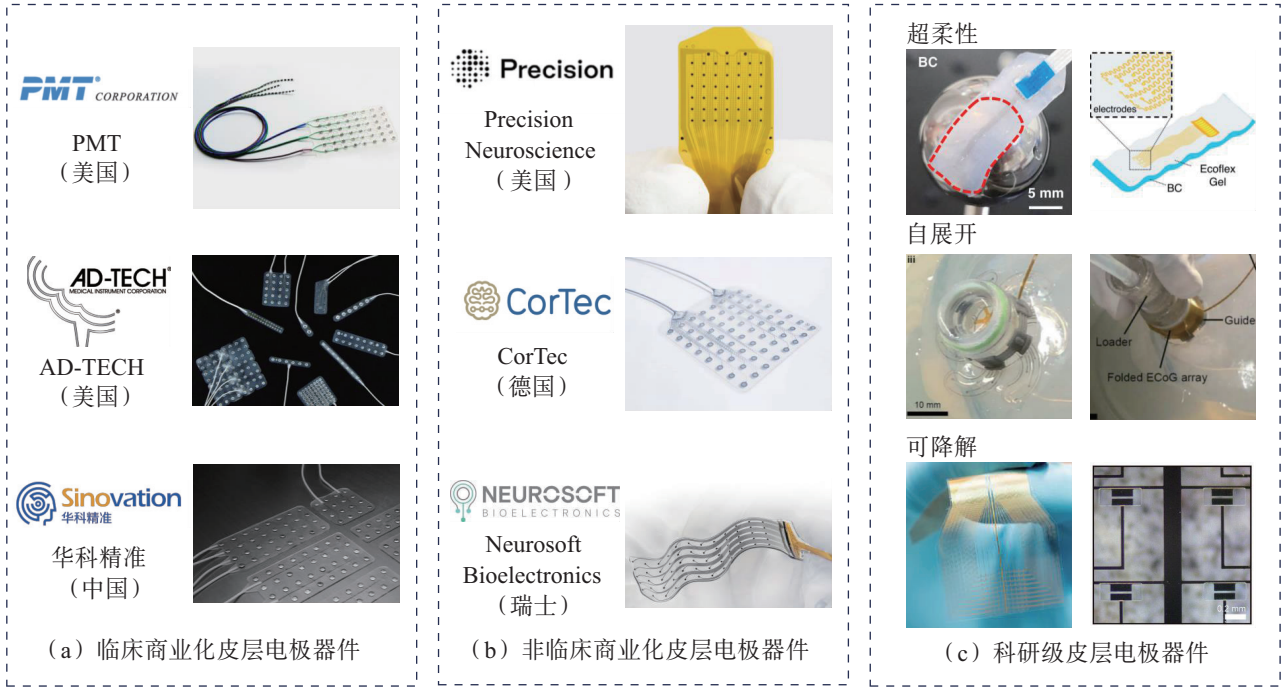 PMT® CORPORATION
PMT
（美国）
AD-TECH®
MEDICAL INSTRUMENT CORPORATION
AD-TECH
（美国）
Sinovation
华科精准
华科精准
（中国）
（a）临床商业化皮层电极器件
Precision
Precision
Neuroscience
（美国）
CorTec
CorTec
（德国）
NEUROSOFT
BIOELECTRONICS
Neurosoft
Bioelectronics
（瑞士）
（b）非临床商业化皮层电极器件
超柔性
BC
5 mm
electrodes
Ecoflex
Gel
BC
自展开
iii
10 mm
Guide
Loader
Folded ECoG array
可降解
0.2 mm
（c）科研级皮层电极器件